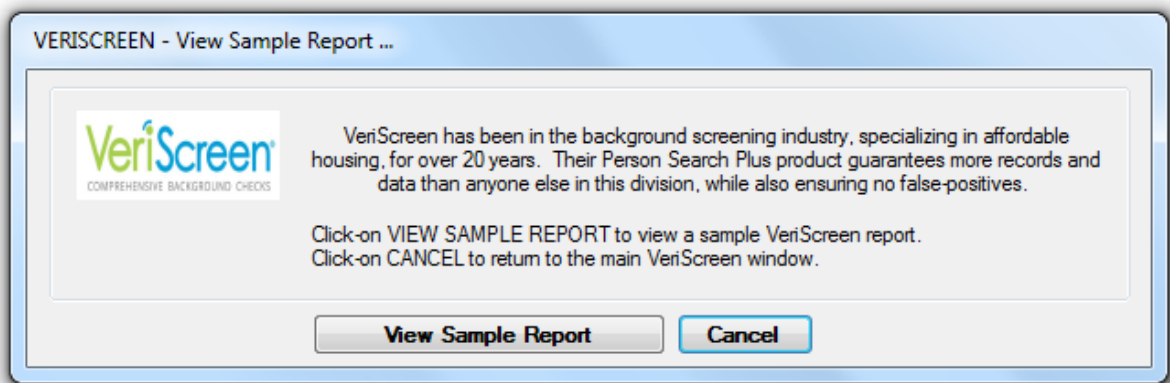 VERISCREEN - View Sample Report ...
VeriScreen®
COMPREHENSIVE BACKGROUND CHECKS
VeriScreen has been in the background screening industry, specializing in affordable
housing, for over 20 years.  Their Person Search Plus product guarantees more records and
data than anyone else in this division, while also ensuring no false-positives.
Click-on VIEW SAMPLE REPORT to view a sample VeriScreen report.
Click-on CANCEL to return to the main VeriScreen window.
View Sample Report
Cancel